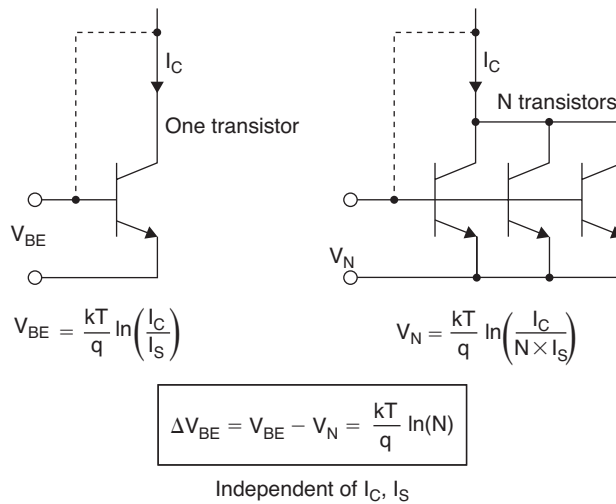 I_C
I_C
N transistors
One transistor
V_BE
V_N
V_BE = kT/q ln(I_C/I_S)
V_N = kT/q ln(I_C/(N × I_S))
ΔV_BE = V_BE − V_N = kT/q ln(N)
Independent of I_C, I_S